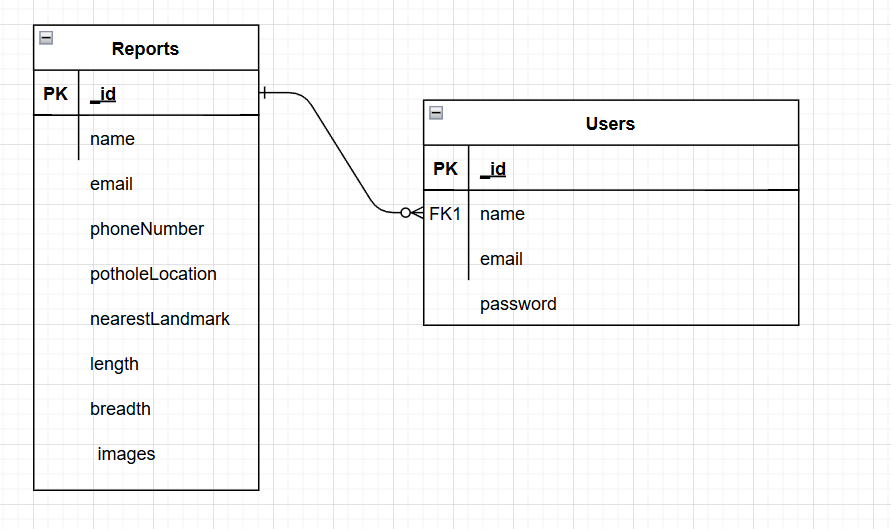 Reports
PK _id
name
email
phoneNumber
potholeLocation
nearestLandmark
length
breadth
images
Users
PK _id
FK1 name
email
password